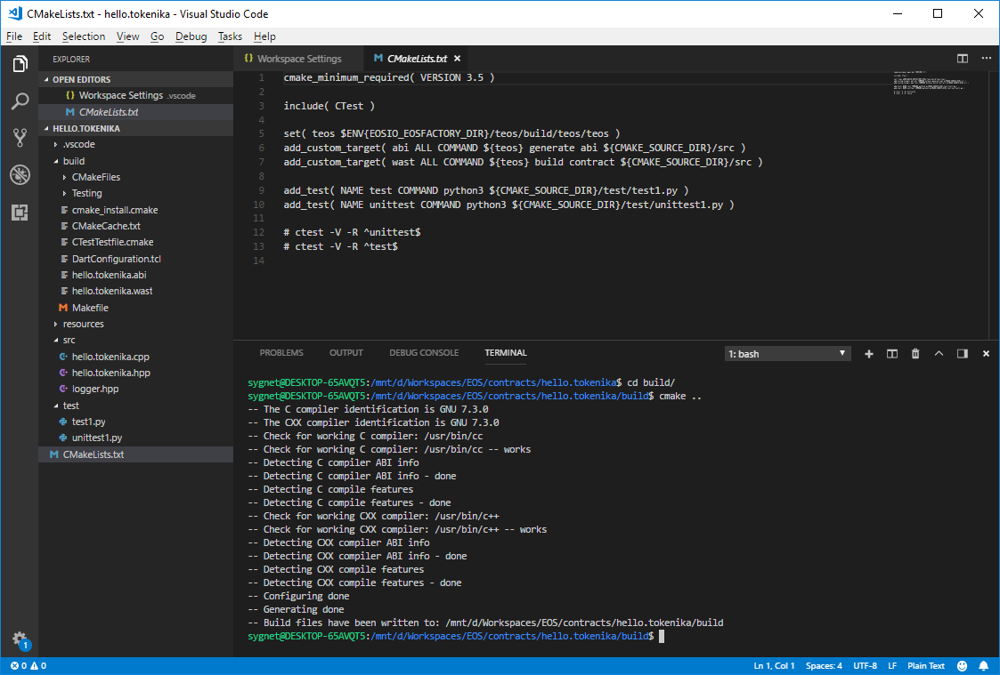 CMakeLists.txt - hello.tokenika - Visual Studio Code
File Edit Selection View Go Debug Tasks Help
EXPLORER
OPEN EDITORS
{} Workspace Settings .vscode
M CMakeLists.txt
HELLO.TOKENIKA
.vscode
build
CMakeFiles
Testing
cmake_install.cmake
CMakeCache.txt
CTestTestfile.cmake
DartConfiguration.tcl
hello.tokenika.abi
hello.tokenika.wast
M Makefile
resources
src
hello.tokenika.cpp
hello.tokenika.hpp
logger.hpp
test
test1.py
unittest1.py
M CMakeLists.txt
1
{} Workspace Settings M CMakeLists.txt
1 cmake_minimum_required( VERSION 3.5 )
2
3 include( CTest )
4
5 set( teos $ENV{EOSIO_EOSFACTORY_DIR}/teos/build/teos/teos )
6 add_custom_target( abi ALL COMMAND ${teos} generate abi ${CMAKE_SOURCE_DIR}/src )
7 add_custom_target( wast ALL COMMAND ${teos} build contract ${CMAKE_SOURCE_DIR}/src )
8
9 add_test( NAME test COMMAND python3 ${CMAKE_SOURCE_DIR}/test/test1.py )
10 add_test( NAME unittest COMMAND python3 ${CMAKE_SOURCE_DIR}/test/unittest1.py )
11
12 # ctest -V -R ^unittest$
13 # ctest -V -R ^test$
14
PROBLEMS OUTPUT DEBUG CONSOLE TERMINAL 1: bash
sygnet@DESKTOP-65AVQT5:/mnt/d/Workspaces/EOS/contracts/hello.tokenika$ cd build/
sygnet@DESKTOP-65AVQT5:/mnt/d/Workspaces/EOS/contracts/hello.tokenika/build$ cmake ..
-- The C compiler identification is GNU 7.3.0
-- The CXX compiler identification is GNU 7.3.0
-- Check for working C compiler: /usr/bin/cc
-- Check for working C compiler: /usr/bin/cc -- works
-- Detecting C compiler ABI info
-- Detecting C compiler ABI info - done
-- Detecting C compile features
-- Detecting C compile features - done
-- Check for working CXX compiler: /usr/bin/c++
-- Check for working CXX compiler: /usr/bin/c++ -- works
-- Detecting CXX compiler ABI info
-- Detecting CXX compiler ABI info - done
-- Detecting CXX compile features
-- Detecting CXX compile features - done
-- Configuring done
-- Generating done
-- Build files have been written to: /mnt/d/Workspaces/EOS/contracts/hello.tokenika/build
sygnet@DESKTOP-65AVQT5:/mnt/d/Workspaces/EOS/contracts/hello.tokenika/build$
0 0 Ln 1, Col 1 Spaces: 4 UTF-8 LF Plain Text